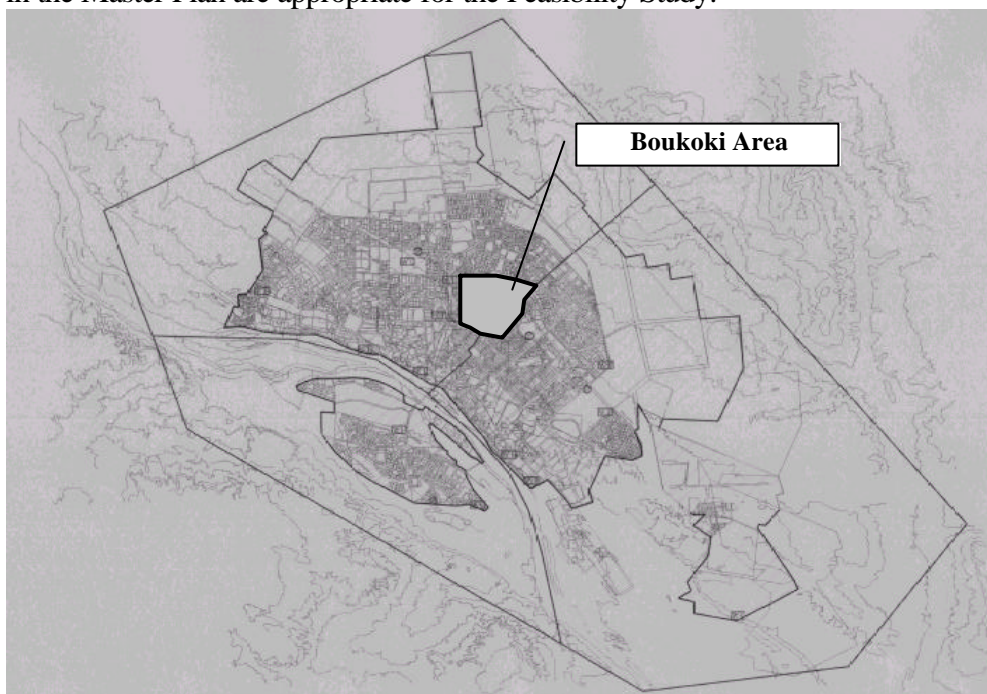 in the Master Plan are appropriate for the Feasibility Study.
Boukoki Area